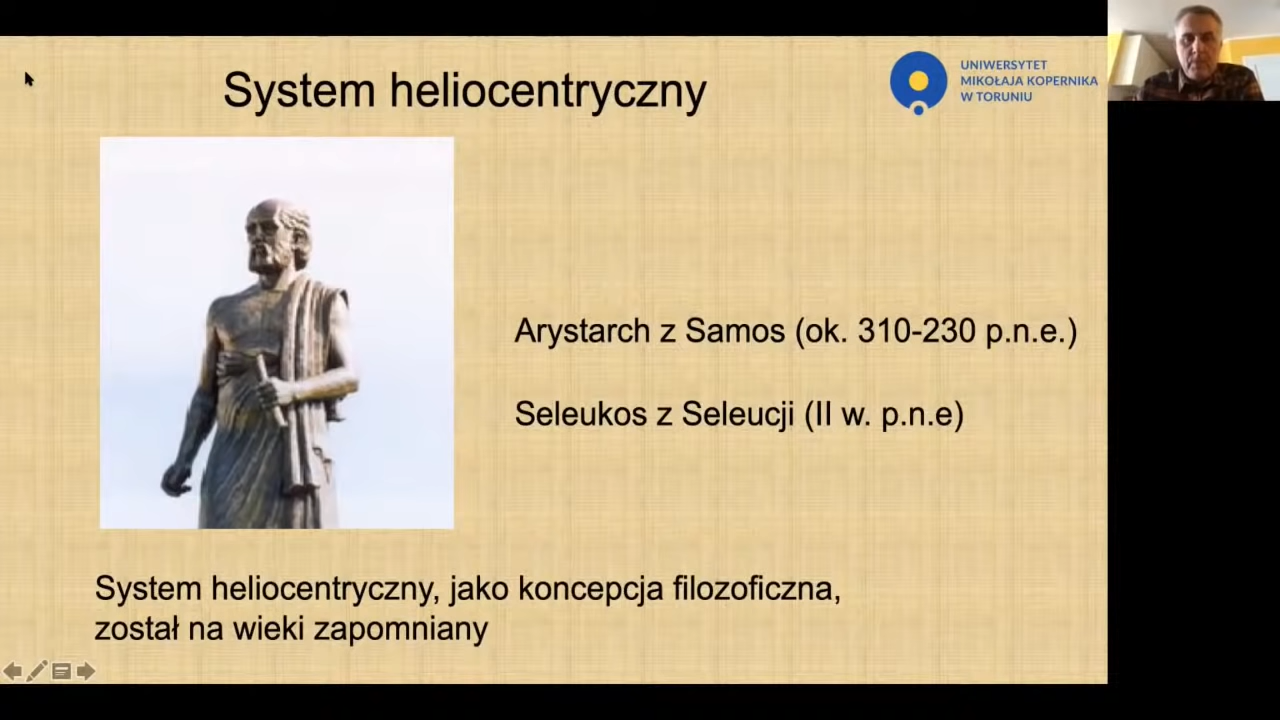 System heliocentryczny
UNIWERSYTET
MIKOŁAJA KOPERNIKA
W TORUNIU
Arystarch z Samos (ok. 310-230 p.n.e.)
Seleukos z Seleucji (II w. p.n.e)
System heliocentryczny, jako koncepcja filozoficzna,
został na wieki zapomniany